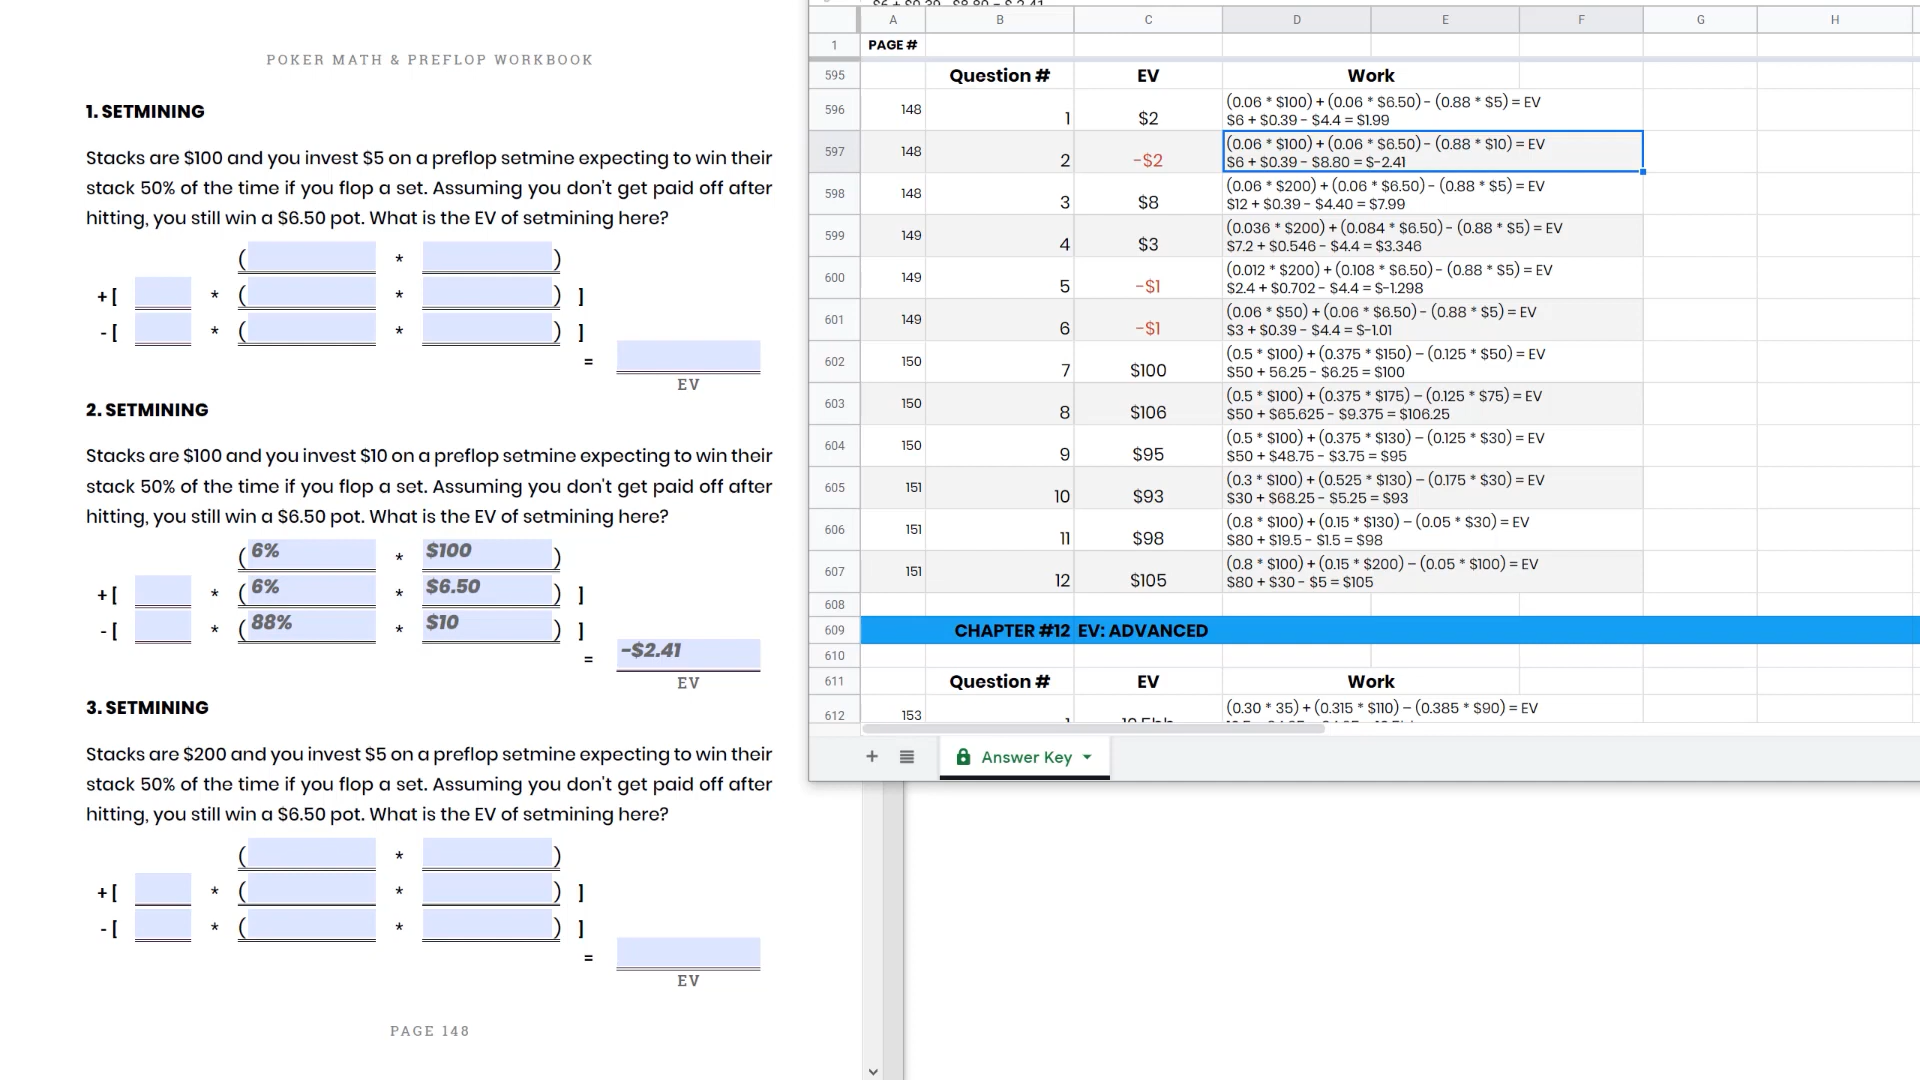 POKER MATH & PREFLOP WORKBOOK
1. SETMINING
Stacks are $100 and you invest $5 on a preflop setmine expecting to win their
stack 50% of the time if you flop a set. Assuming you don't get paid off after
hitting, you still win a $6.50 pot. What is the EV of setmining here?
( * )
+ [ * ( * ) ]
- [ * ( * ) ]
=
EV
2. SETMINING
Stacks are $100 and you invest $10 on a preflop setmine expecting to win their
stack 50% of the time if you flop a set. Assuming you don't get paid off after
hitting, you still win a $6.50 pot. What is the EV of setmining here?
( 6% * $100 )
+ [ * ( 6% * $6.50 ) ]
- [ * ( 88% * $10 ) ]
= -$2.41
EV
3. SETMINING
Stacks are $200 and you invest $5 on a preflop setmine expecting to win their
stack 50% of the time if you flop a set. Assuming you don't get paid off after
hitting, you still win a $6.50 pot. What is the EV of setmining here?
( * )
+ [ * ( * ) ]
- [ * ( * ) ]
=
EV
PAGE 148
A B C D E F G H
1 PAGE #
595 Question # EV Work
596 148 1 $2 (0.06 * $100) + (0.06 * $6.50) - (0.88 * $5) = EV
$6 + $0.39 - $4.4 = $1.99
597 148 2 -$2 (0.06 * $100) + (0.06 * $6.50) - (0.88 * $10) = EV
$6 + $0.39 - $8.80 = $-2.41
598 148 3 $8 (0.06 * $200) + (0.06 * $6.50) - (0.88 * $5) = EV
$12 + $0.39 - $4.40 = $7.99
599 149 4 $3 (0.036 * $200) + (0.084 * $6.50) - (0.88 * $5) = EV
$7.2 + $0.546 - $4.4 = $3.346
600 149 5 -$1 (0.012 * $200) + (0.108 * $6.50) - (0.88 * $5) = EV
$2.4 + $0.702 - $4.4 = $-1.298
601 149 6 -$1 (0.06 * $50) + (0.06 * $6.50) - (0.88 * $5) = EV
$3 + $0.39 - $4.4 = $-1.01
602 150 7 $100 (0.5 * $100) + (0.375 * $150) – (0.125 * $50) = EV
$50 + 56.25 - $6.25 = $100
603 150 8 $106 (0.5 * $100) + (0.375 * $175) – (0.125 * $75) = EV
$50 + $65.625 - $9.375 = $106.25
604 150 9 $95 (0.5 * $100) + (0.375 * $130) – (0.125 * $30) = EV
$50 + $48.75 - $3.75 = $95
605 151 10 $93 (0.3 * $100) + (0.525 * $130) – (0.175 * $30) = EV
$30 + $68.25 - $5.25 = $93
606 151 11 $98 (0.8 * $100) + (0.15 * $130) – (0.05 * $30) = EV
$80 + $19.5 - $1.5 = $98
607 151 12 $105 (0.8 * $100) + (0.15 * $200) – (0.05 * $100) = EV
$80 + $30 - $5 = $105
608
609 CHAPTER #12 EV: ADVANCED
610
611 Question # EV Work
612 153 (0.30 * 35) + (0.315 * $110) – (0.385 * $90) = EV
+ Answer Key